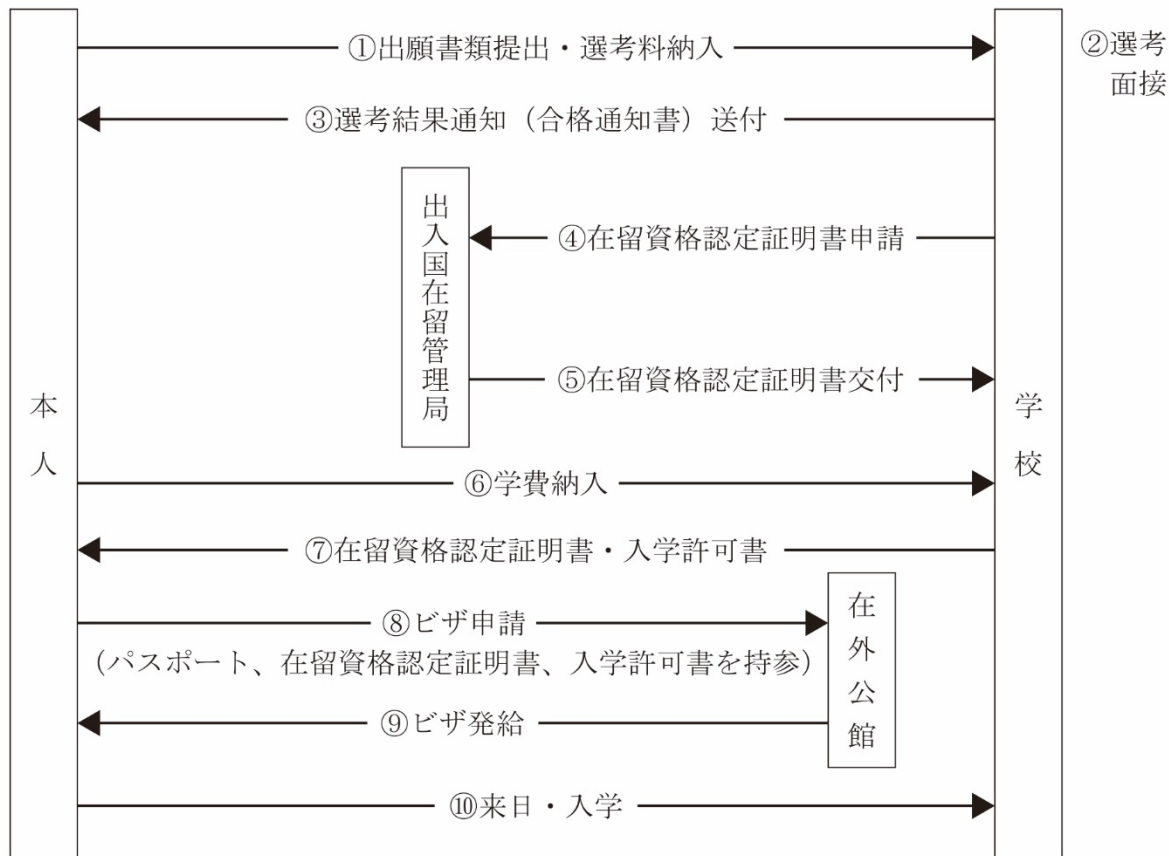 ①出願書類提出・選考料納入
②選考
面接
③選考結果通知（合格通知書）送付
出入国在留管理局
④在留資格認定証明書申請
⑤在留資格認定証明書交付
本人
学校
⑥学費納入
⑦在留資格認定証明書・入学許可書
⑧ビザ申請
（パスポート、在留資格認定証明書、入学許可書を持参）
在外公館
⑨ビザ発給
⑩来日・入学